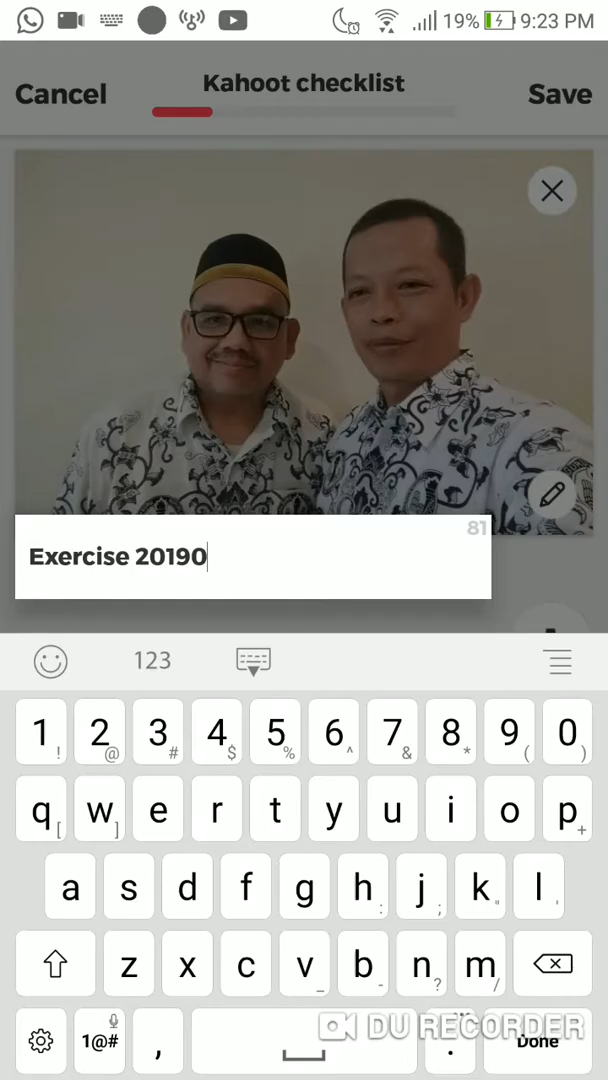 19% 9:23 PM
Cancel Kahoot checklist Save
81
Exercise 20190
123
1 ! 2 @ 3 # 4 $ 5 % 6 ^ 7 & 8 * 9 ( 0 )
q [ w ] e r t y u i o p +
a s d f g h : j ; k " l '
z x c v _ b - n ? m /
1@# , . Done
DU RECORDER